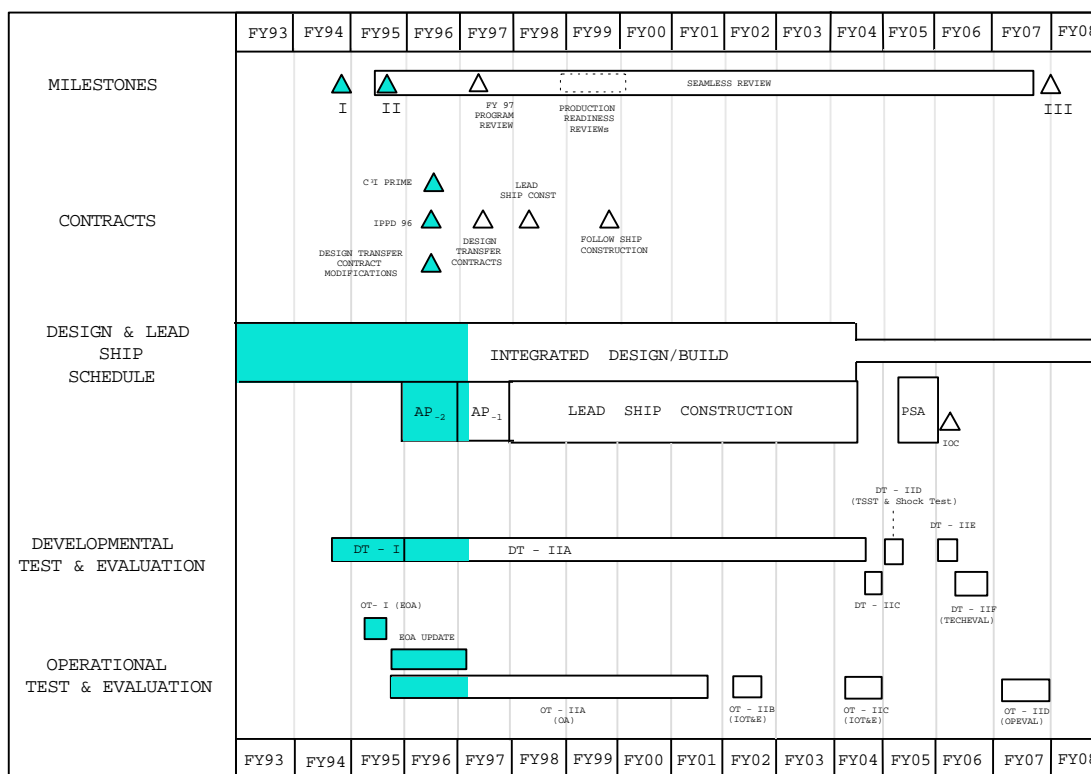 FY93 FY94 FY95 FY96 FY97 FY98 FY99 FY00 FY01 FY02 FY03 FY04 FY05 FY06 FY07 FY08
MILESTONES
SEAMLESS REVIEW
I
II
FY 97
PROGRAM
REVIEW
PRODUCTION
READINESS
REVIEWs
III
CONTRACTS
C³I PRIME
LEAD
SHIP CONST
IPPD 96
DESIGN TRANSFER
CONTRACT
MODIFICATIONS
DESIGN
TRANSFER
CONTRACTS
FOLLOW SHIP
CONSTRUCTION
DESIGN & LEAD
SHIP
SCHEDULE
INTEGRATED DESIGN/BUILD
AP-2
AP-1
LEAD SHIP CONSTRUCTION
PSA
IOC
DEVELOPMENTAL
TEST & EVALUATION
DT - I
DT - IIA
DT - IID
(TSST & Shock Test)
DT - IIE
DT - IIC
DT - IIF
(TECHEVAL)
OPERATIONAL
TEST & EVALUATION
OT- I (EOA)
EOA UPDATE
OT - IIA
(OA)
OT - IIB
(IOT&E)
OT - IIC
(IOT&E)
OT - IID
(OPEVAL)
FY93 FY94 FY95 FY96 FY97 FY98 FY99 FY00 FY01 FY02 FY03 FY04 FY05 FY06 FY07 FY08